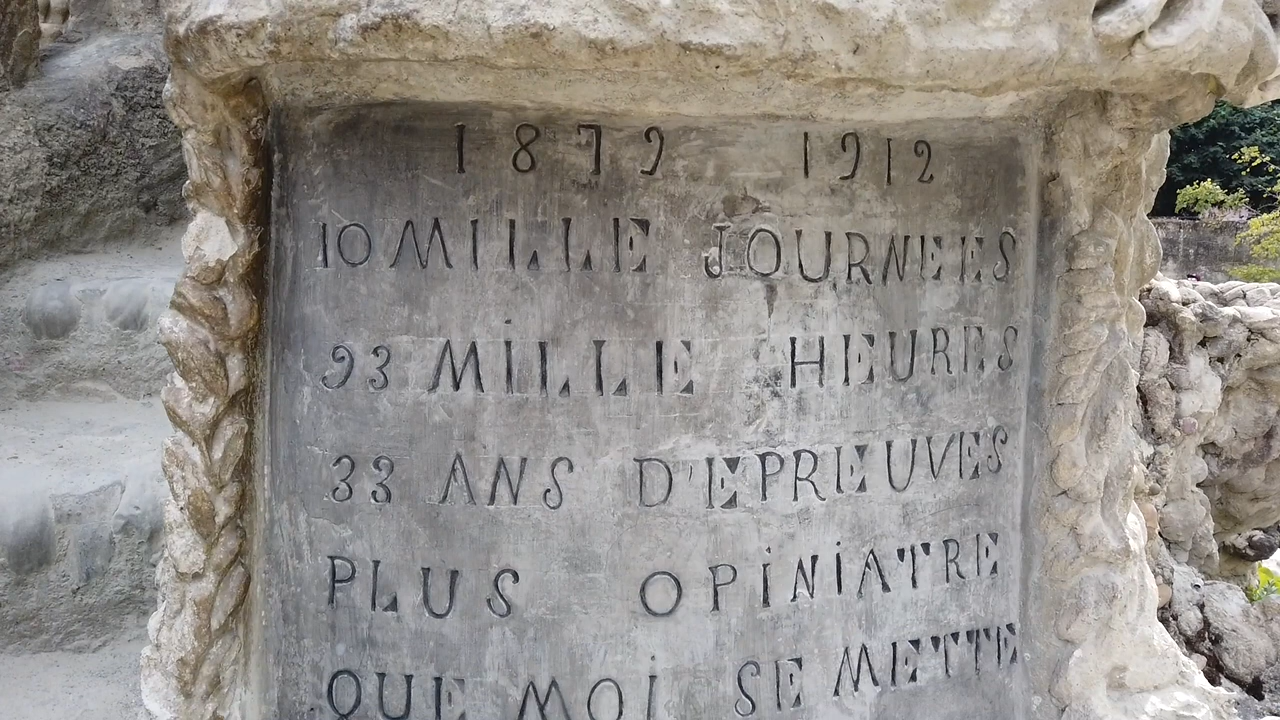 1879 1912
10 MILLE JOURNEES
93 MILLE HEURES
33 ANS D'EPREUVES
PLUS OPINIATRE
QUE MOI SE METTE